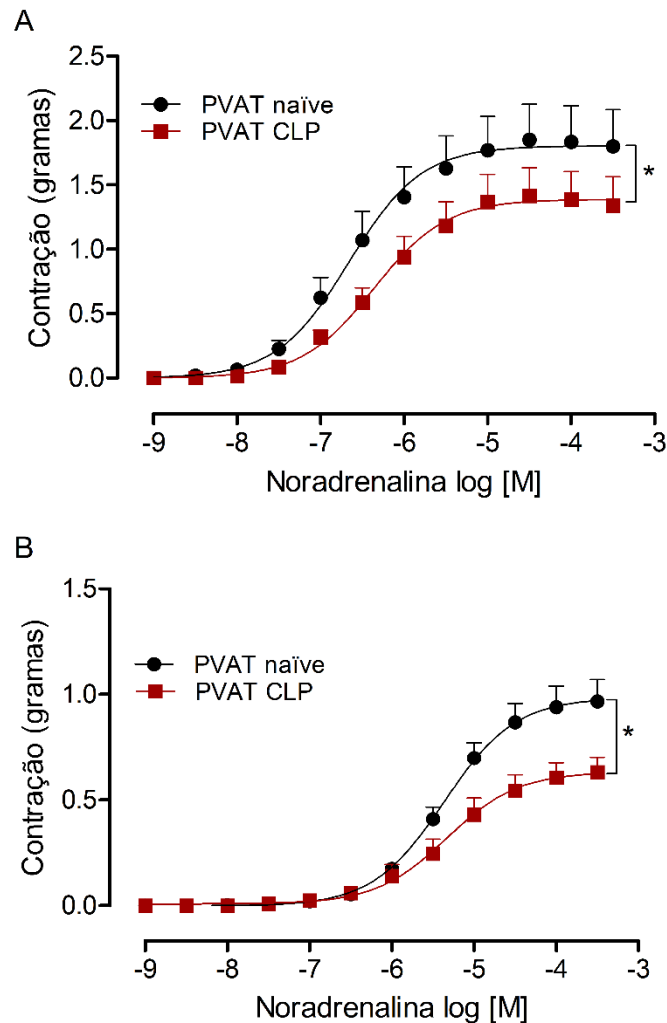 A
Contração (gramas)
2.5
2.0
1.5
1.0
0.5
0.0
PVAT naïve
PVAT CLP
*
-9 -8 -7 -6 -5 -4 -3
Noradrenalina log [M]
B
Contração (gramas)
1.5
1.0
0.5
0.0
PVAT naïve
PVAT CLP
*
-9 -8 -7 -6 -5 -4 -3
Noradrenalina log [M]